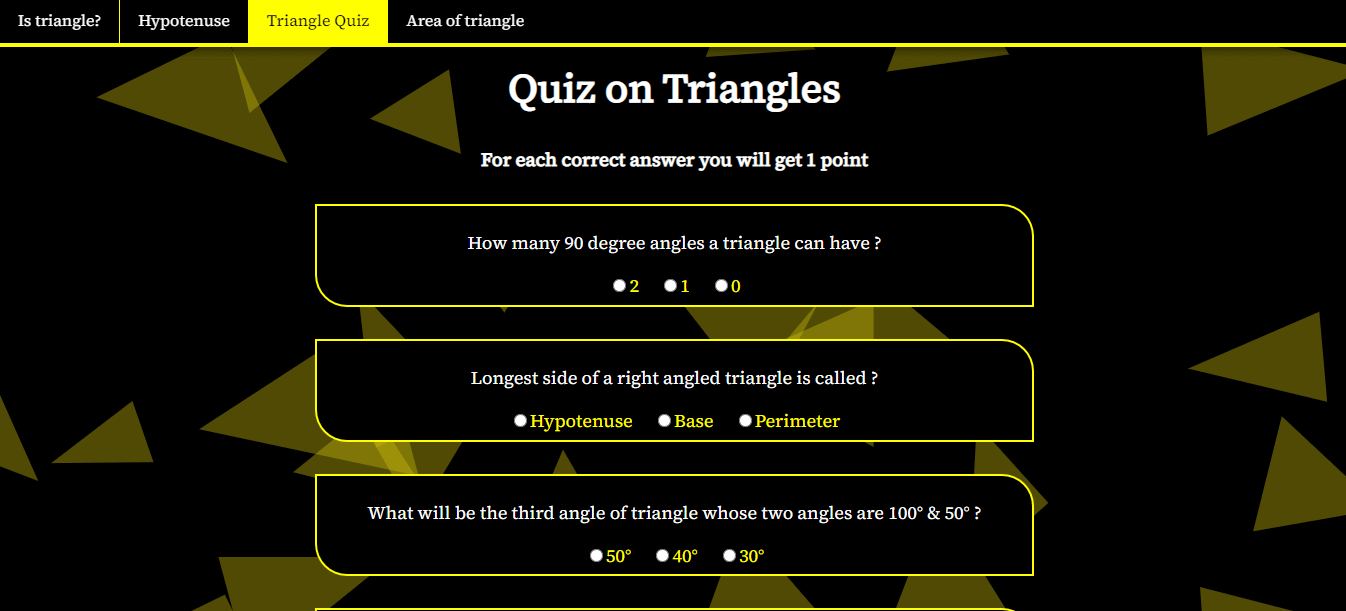 Is triangle? Hypotenuse Triangle Quiz Area of triangle
Quiz on Triangles
For each correct answer you will get 1 point
How many 90 degree angles a triangle can have ?
2 1 0
Longest side of a right angled triangle is called ?
Hypotenuse Base Perimeter
What will be the third angle of triangle whose two angles are 100° & 50° ?
50° 40° 30°